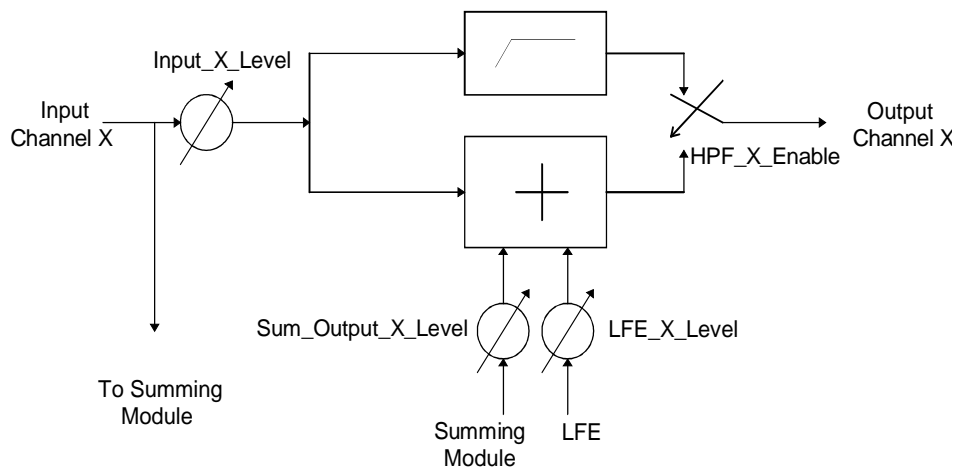 Input_X_Level
Input
Channel X
Output
Channel X
HPF_X_Enable
Sum_Output_X_Level
LFE_X_Level
To Summing
Module
Summing
Module
LFE